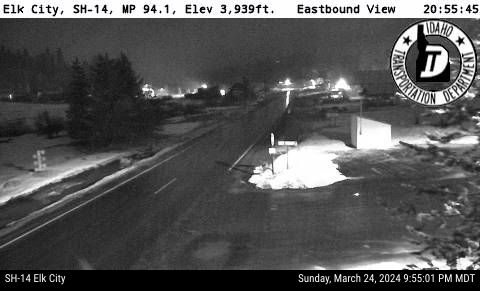 Elk City, SH-14, MP 94.1, Elev 3,939ft.   Eastbound View   20:55:45
IDAHO
TRANSPORTATION DEPARTMENT
SH-14 Elk City
Sunday, March 24, 2024 9:55:01 PM MDT